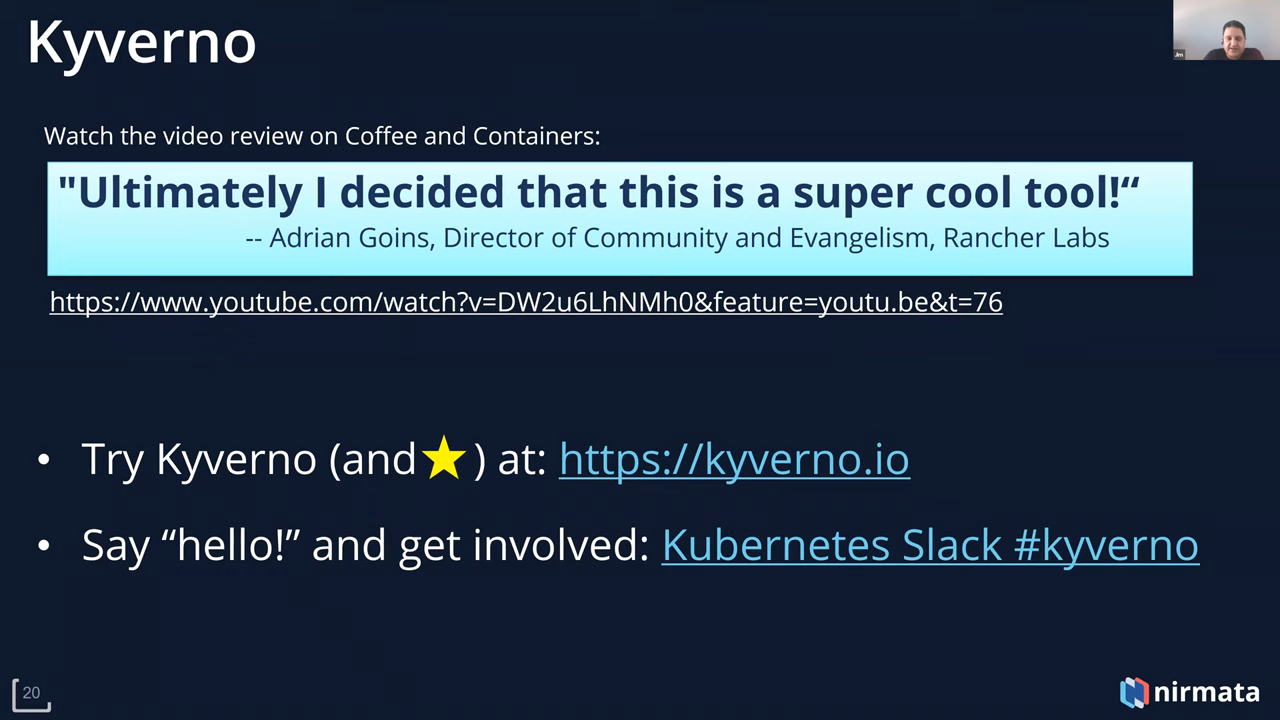 Kyverno
Watch the video review on Coffee and Containers:
"Ultimately I decided that this is a super cool tool!“
-- Adrian Goins, Director of Community and Evangelism, Rancher Labs
https://www.youtube.com/watch?v=DW2u6LhNMh0&feature=youtu.be&t=76
• Try Kyverno (and ) at: https://kyverno.io
• Say “hello!” and get involved: Kubernetes Slack #kyverno
20
nirmata